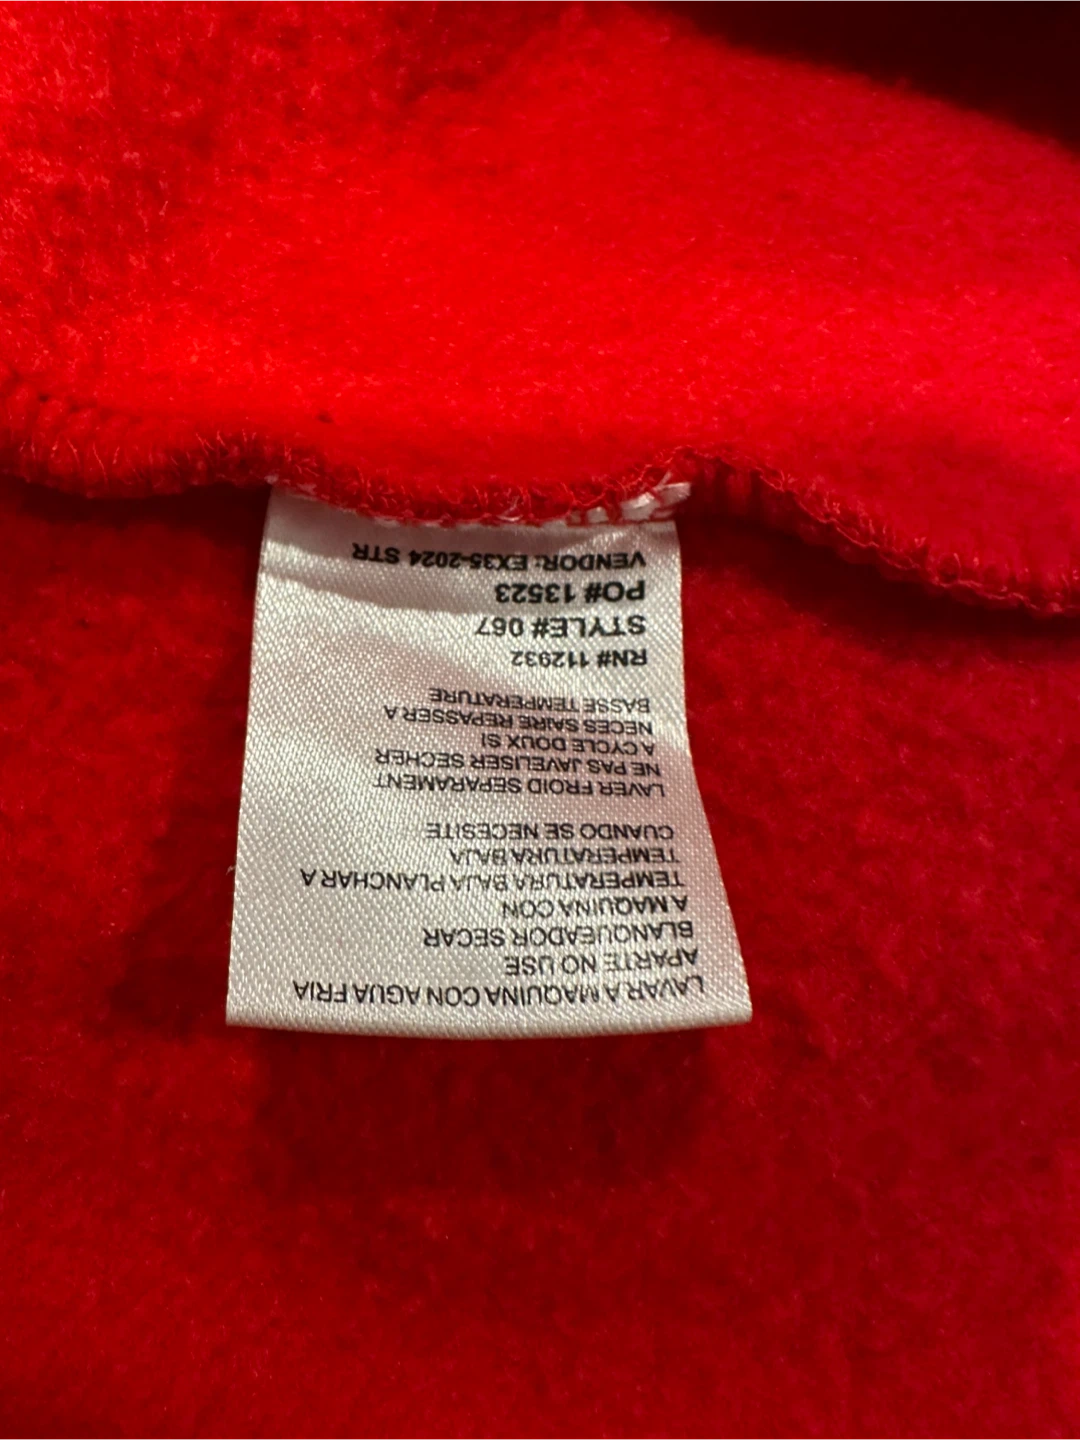 LAVAR A MAQUINA CON AGUA FRIA
APARTE NO USE
BLANQUEADOR SECAR
A MAQUINA CON
TEMPERATURA BAJA PLANCHAR A
TEMPERATURA BAJA
CUANDO SE NECESITE
LAVER FROID SEPARAMENT
NE PAS JAVELISER SECHER
A CYCLE DOUX SI
NECES SAIRE REPASSER A
BASSE TEMPERATURE
RN# 112932
STYLE# 067
PO# 13523
VENDOR: EX35-2024 STR